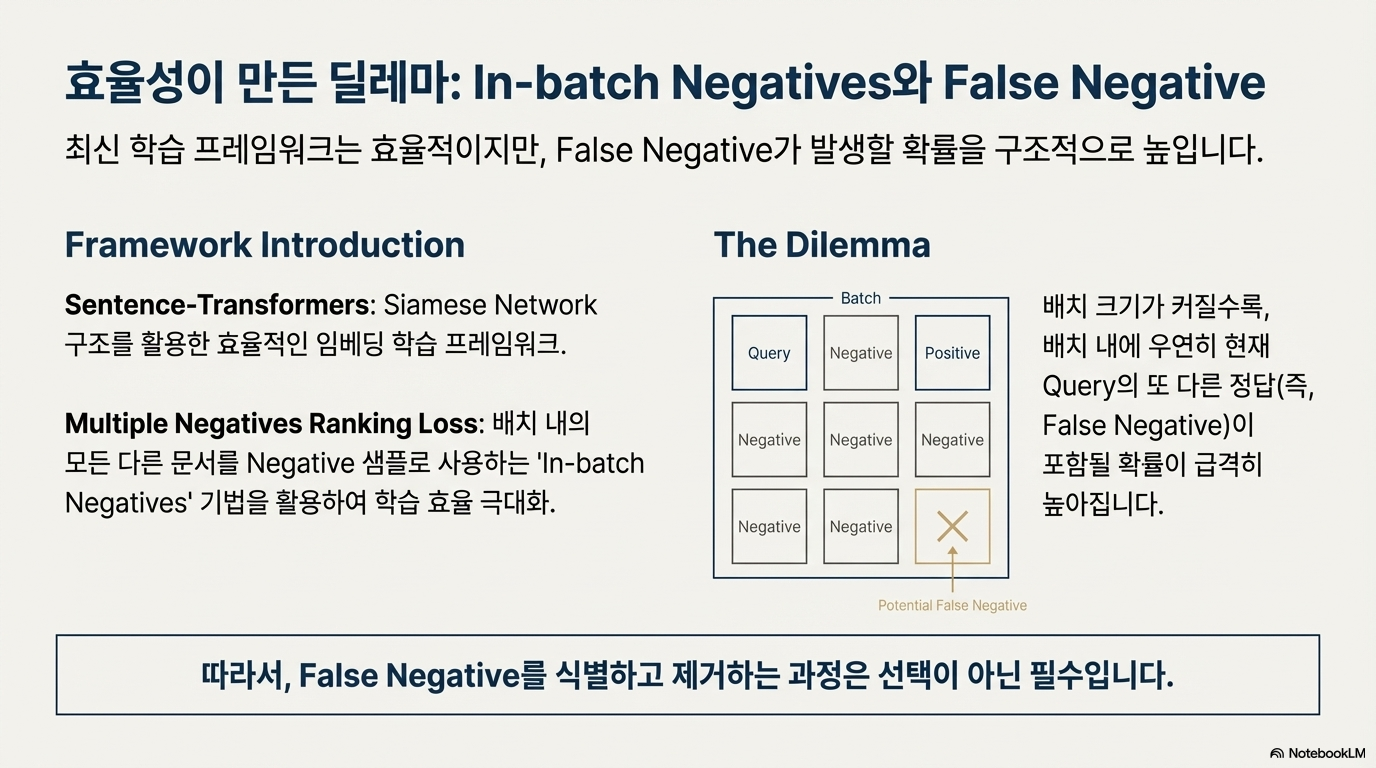 효율성이 만든 딜레마: In-batch Negatives와 False Negative
최신 학습 프레임워크는 효율적이지만, False Negative가 발생할 확률을 구조적으로 높입니다.
Framework Introduction
Sentence-Transformers: Siamese Network
구조를 활용한 효율적인 임베딩 학습 프레임워크.
Multiple Negatives Ranking Loss: 배치 내의
모든 다른 문서를 Negative 샘플로 사용하는 'In-batch
Negatives' 기법을 활용하여 학습 효율 극대화.
The Dilemma
Batch
Query
Negative
Positive
Negative
Negative
Negative
Negative
Negative
Potential False Negative
배치 크기가 커질수록,
배치 내에 우연히 현재
Query의 또 다른 정답(즉,
False Negative)이
포함될 확률이 급격히
높아집니다.
따라서, False Negative를 식별하고 제거하는 과정은 선택이 아닌 필수입니다.
NotebookLM